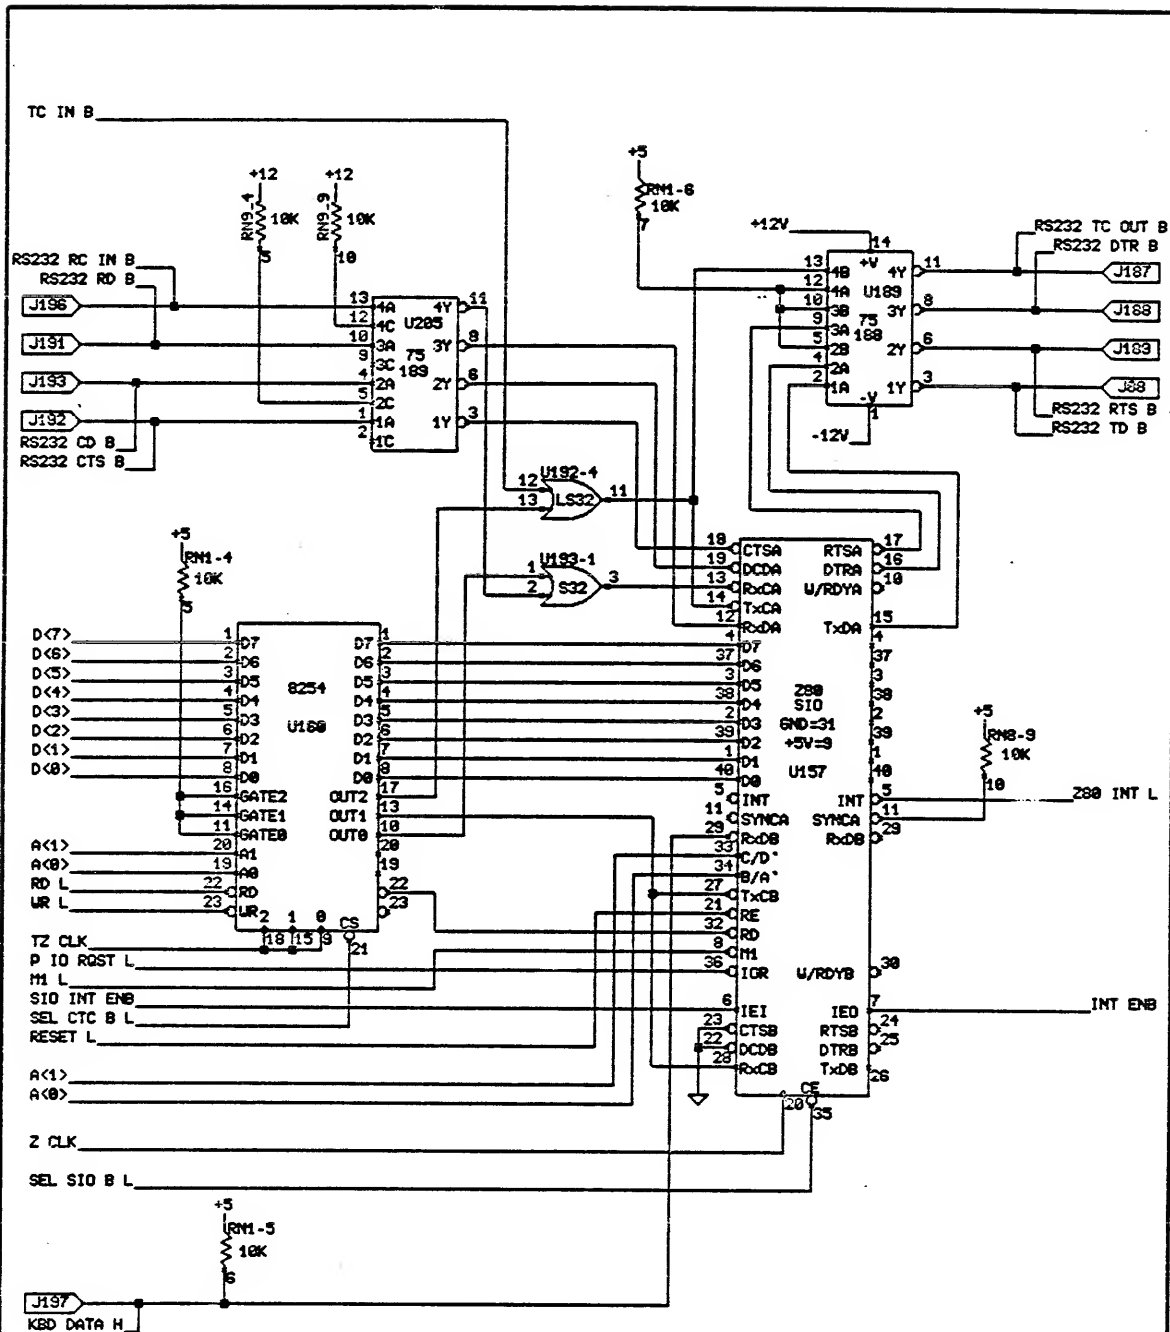 TC IN B
+5
RN1-6
10K
7
+12 +12
RN9-4 10K RN9-9 10K
5 10
+12V
14
+V
RS232 TC OUT B
RS232 DTR B
RS232 RC IN B
RS232 RD B
J196
J191
J193
J192
RS232 CD B
RS232 CTS B
13 4A 4Y 11
12 4C U205
10 3A 3Y 8
9 3C 75
4 2A 189 2Y 6
5 2C
1 1A 1Y 3
2 1C
13 4B 4Y 11 J187
12 4A U189
10 3B 3Y 8 J188
9 3A 75
5 2B 188 2Y 6 J183
4 2A
2 1A 1Y 3 J88
-V
1
-12V
RS232 RTS B
RS232 TD B
U192-4
12
13 LS32 11
U193-1
1
2 S32 3
+5
RN1-4
10K
5
D<7> 1 D7 D7 1
D<6> 2 D6 D6 2
D<5> 3 D5 D5 3
D<4> 4 D4 8254 D4 4
D<3> 5 D3 D3 5
D<2> 6 D2 U160 D2 6
D<1> 7 D1 D1 7
D<0> 8 D0 D0 8
16 GATE2 OUT2 17
14 GATE1 OUT1 13
11 GATE0 OUT0 10
A<1> 20 A1 20
A<0> 19 A0 19
RD L 22 RD 22
WR L 23 WR 23
2 1 0 CS
18 15 9 21
TZ CLK
P IO RQST L
M1 L
SIO INT ENB
SEL CTC B L
RESET L
A<1>
A<0>
Z CLK
SEL SIO B L
18 CTSA RTSA 17
19 DCDA DTRA 16
13 RxCA W/RDYA 10
14 TxCA
12 RxDA TxDA 15
4 D7 4
37 D6 37
3 D5 3
38 D4 Z80 38
2 D3 SIO 2
39 D2 GND=31 39
1 D1 +5V=9 1
40 D0 U157 40
5 INT INT 5
11 SYNCA SYNCA 11
29 RxDB RxDB 29
33 C/D'
34 B/A'
27 TxCB
21 RE
32 RD
8 M1
36 IOR W/RDYB 30
6 IEI IEO 7
23 CTSB RTSB 24
22 DCDB DTRB 25
28 RxCB TxDB 26
CE
20 35
+5
RN8-9
10K
10
Z80 INT L
INT ENB
+5
RN1-5
10K
6
J197
KBD DATA H